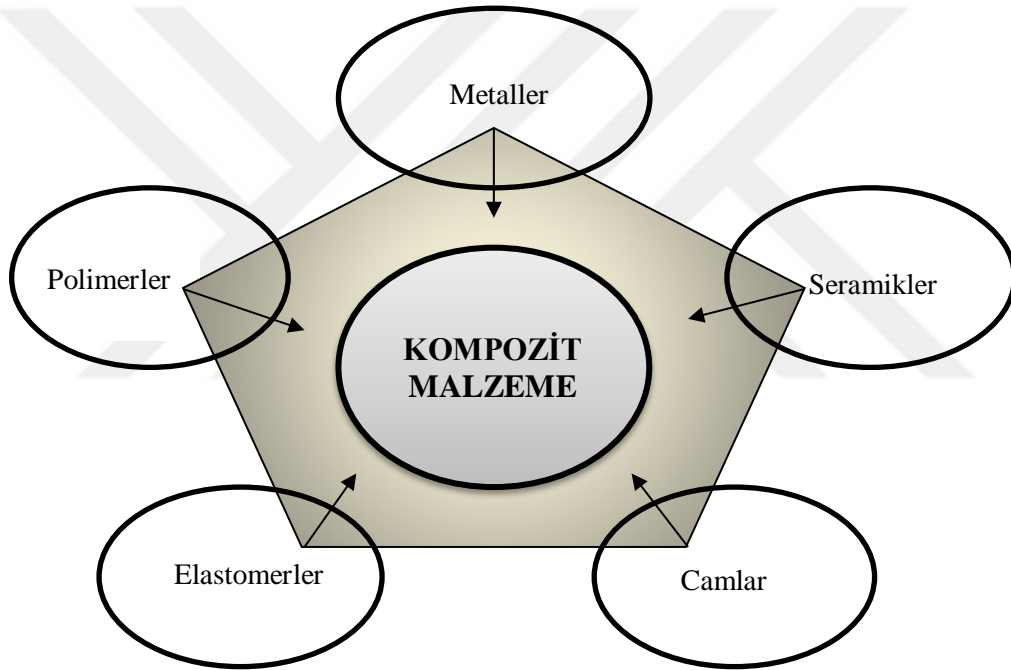 Metaller
Polimerler
Seramikler
KOMPOZİT
MALZEME
Elastomerler
Camlar